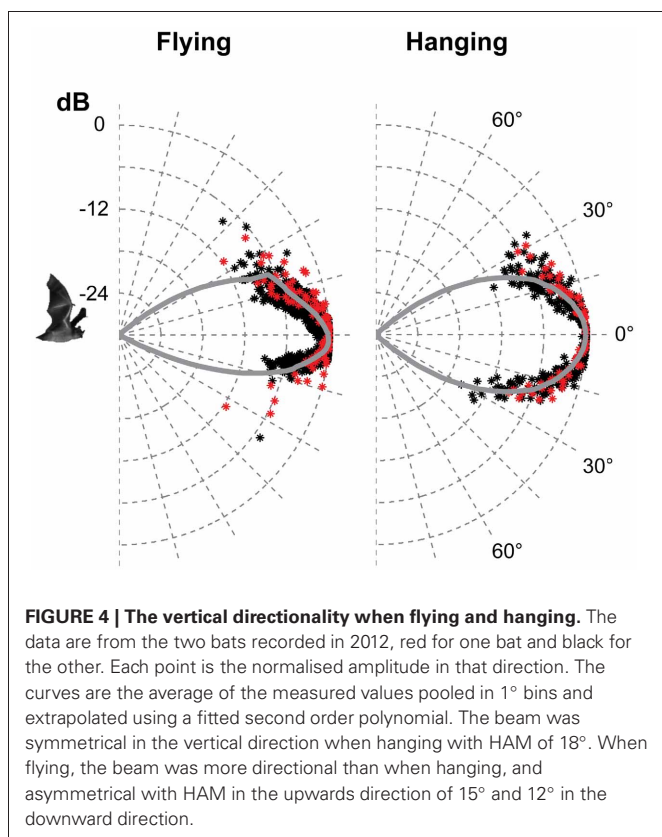 Flying
Hanging
dB
0
-12
-24
60°
30°
0°
30°
60°
FIGURE 4 | The vertical directionality when flying and hanging. The
data are from the two bats recorded in 2012, red for one bat and black for
the other. Each point is the normalised amplitude in that direction. The
curves are the average of the measured values pooled in 1° bins and
extrapolated using a fitted second order polynomial. The beam was
symmetrical in the vertical direction when hanging with HAM of 18°. When
flying, the beam was more directional than when hanging, and
asymmetrical with HAM in the upwards direction of 15° and 12° in the
downward direction.